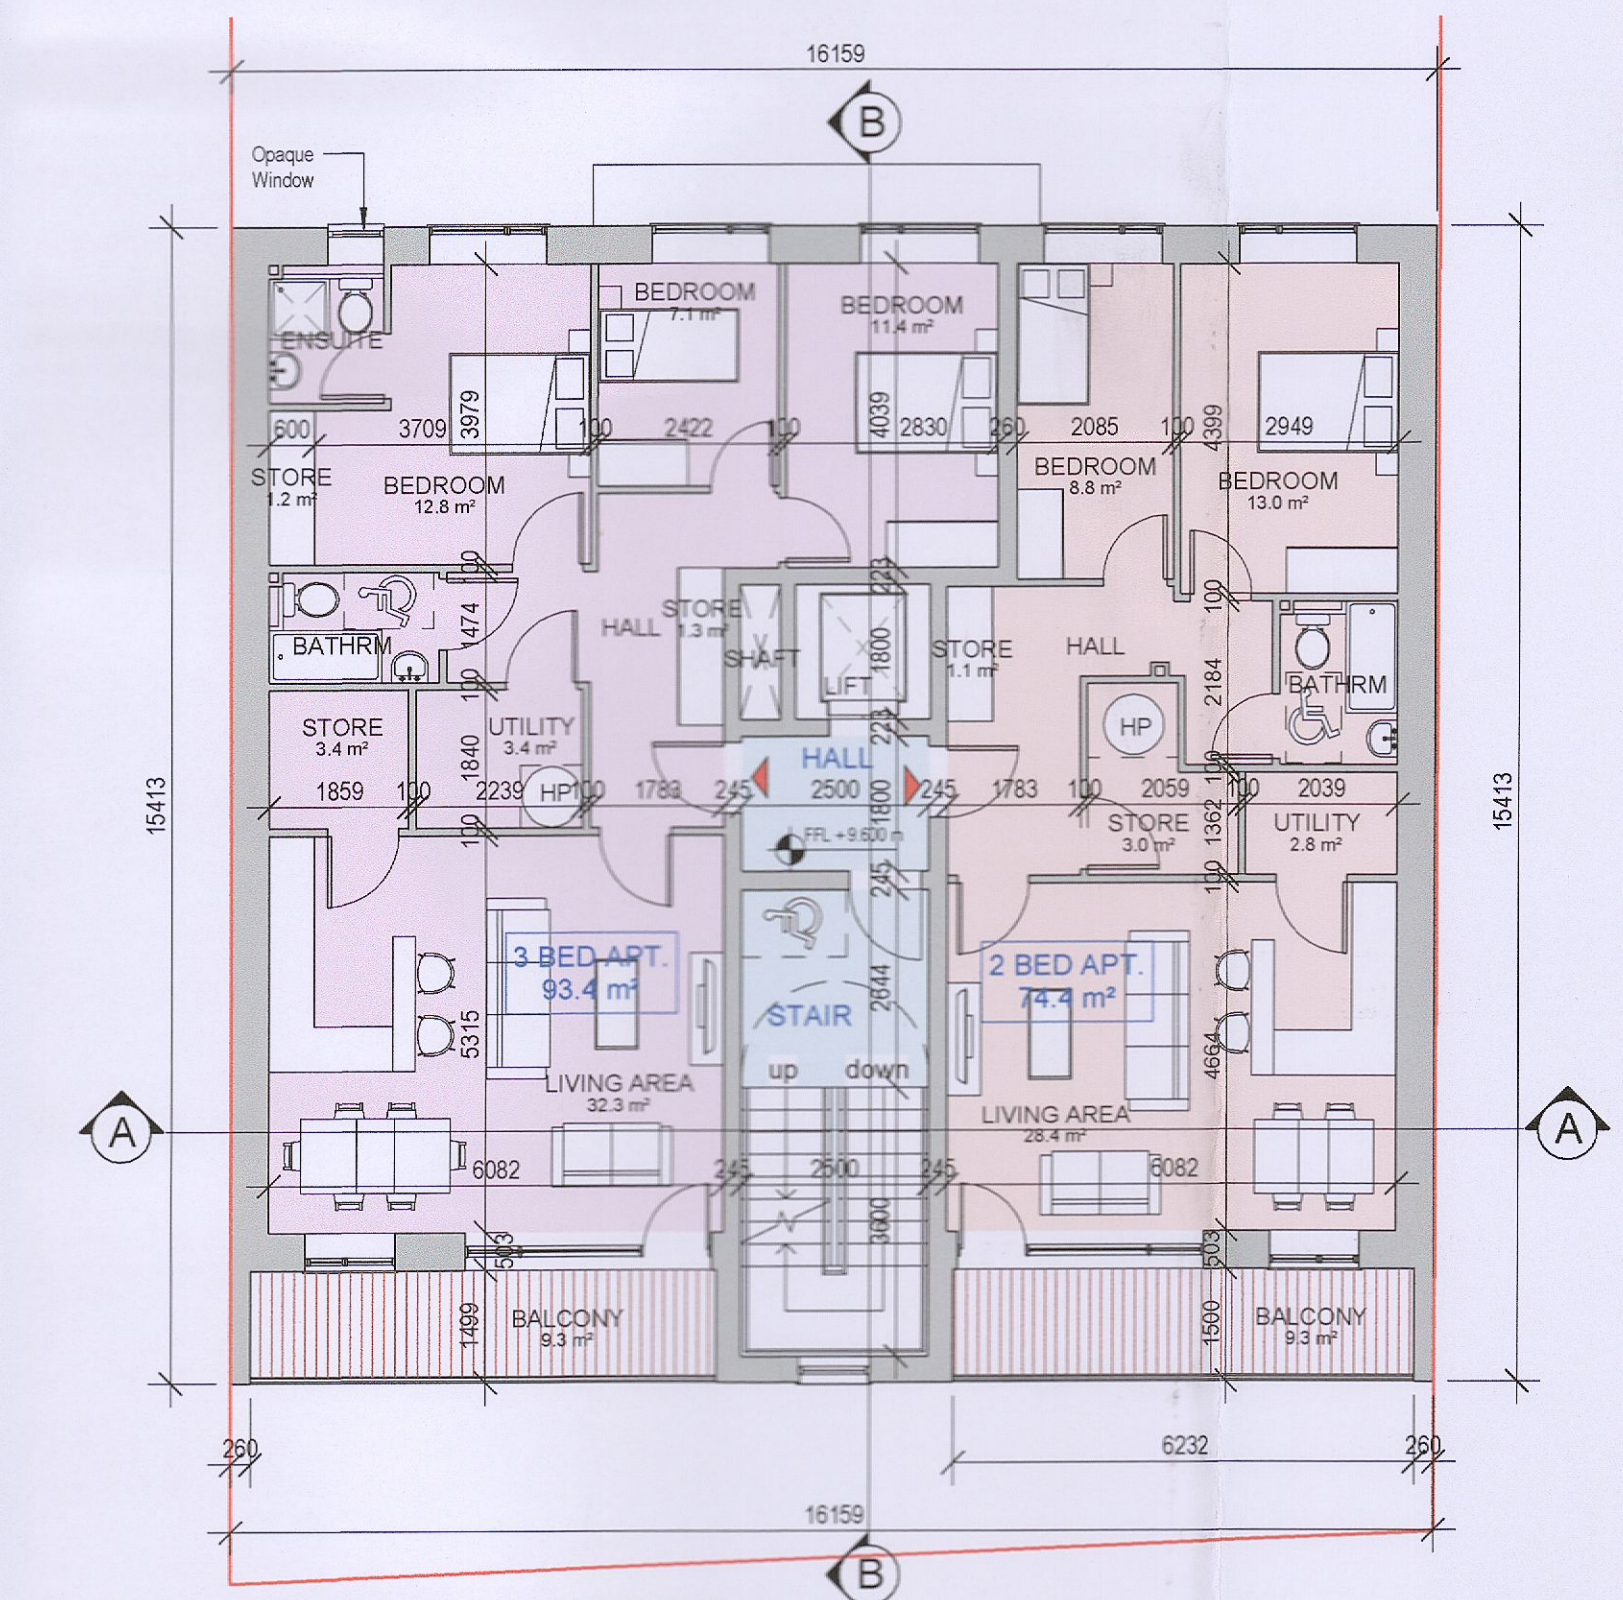 16159
B
Opaque
Window
BEDROOM
7.1 m²
BEDROOM
11.4 m²
ENSUITE
600
3709
3979
100
2422
100
4039
2830
260
2085
100
4399
2949
STORE
1.2 m²
BEDROOM
12.8 m²
BEDROOM
8.8 m²
BEDROOM
13.0 m²
100
223
100
BATHRM
1474
HALL
STORE
1.3 m²
SHAFT
1800
LIFT
STORE
1.1 m²
HALL
2184
BATHRM
100
STORE
3.4 m²
UTILITY
3.4 m²
223
HP
HALL
15413
1859
100
1840
2239
HP
100
1783
245
2500
1800
245
1783
100
2059
100
100
2039
15413
FFL +9.600 m
STORE
3.0 m²
1362
UTILITY
2.8 m²
100
245
100
3 BED APT.
93.4 m²
2 BED APT.
74.4 m²
2644
STAIR
5315
4664
up
down
LIVING AREA
32.3 m²
LIVING AREA
28.4 m²
A
A
6082
245
2500
245
6082
3600
503
503
1499
BALCONY
9.3 m²
1500
BALCONY
9.3 m²
260
6232
260
16159
B